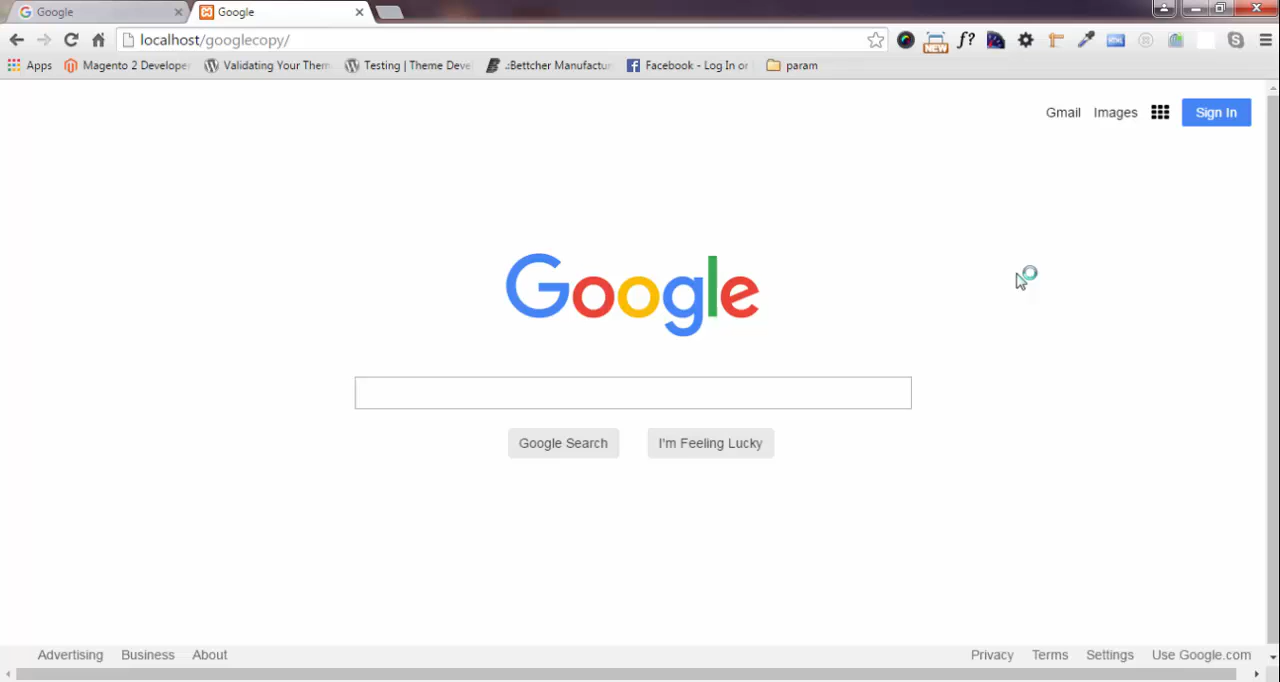 Google
Google
localhost/googlecopy/
Apps
Magento 2 Develope
Validating Your Them
Testing | Theme Deve
.:Bettcher Manufactu
Facebook - Log In or
param
NEW
f?
Gmail
Images
Sign In
Google
Google Search
I'm Feeling Lucky
Advertising
Business
About
Privacy
Terms
Settings
Use Google.com